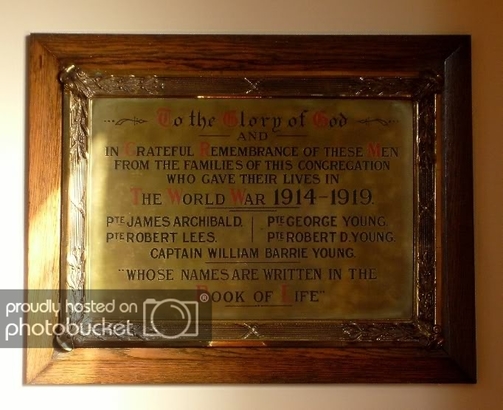 To the Glory of God
AND
IN GRATEFUL REMEMBRANCE OF THESE MEN
FROM THE FAMILIES OF THIS CONGREGATION
WHO GAVE THEIR LIVES IN
THE WORLD WAR 1914-1919.
PTE JAMES ARCHIBALD. PTE GEORGE YOUNG.
PTE ROBERT LEES. PTE ROBERT D. YOUNG.
CAPTAIN WILLIAM BARRIE YOUNG.
"WHOSE NAMES ARE WRITTEN IN THE
BOOK OF LIFE"
proudly hosted on
photobucket®